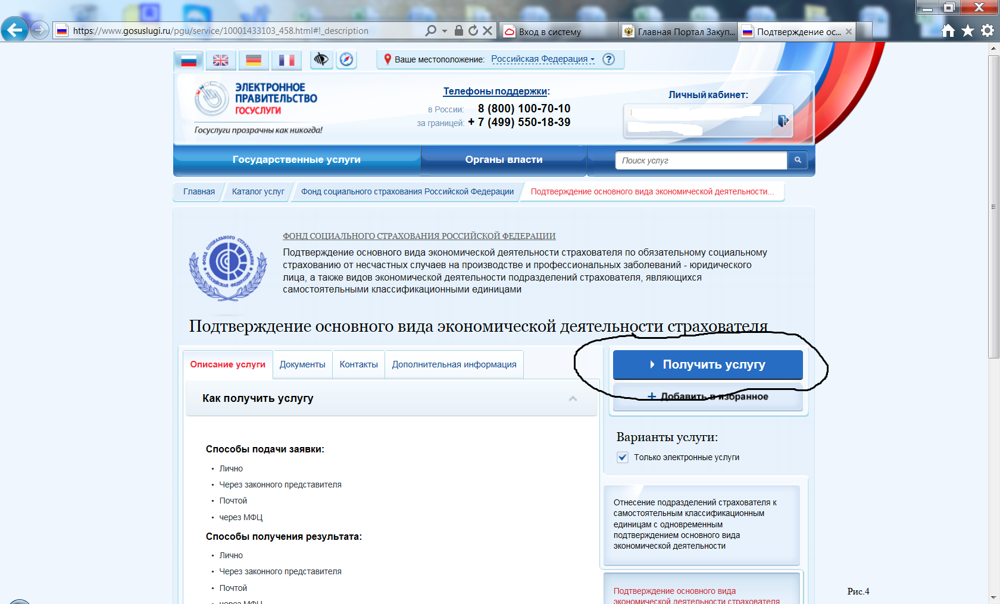 https://www.gosuslugi.ru/pgu/service/10001433103_458.html#!_description
Вход в систему
Главная Портал Закуп...
Подтверждение ос...
Ваше местоположение: Российская Федерация
?
ЭЛЕКТРОННОЕ
ПРАВИТЕЛЬСТВО
ГОСУСЛУГИ
Госуслуги прозрачны как никогда!
Телефоны поддержки:
в России: 8 (800) 100-70-10
за границей: + 7 (499) 550-18-39
Личный кабинет:
Государственные услуги
Органы власти
Поиск услуг
Главная
Каталог услуг
Фонд социального страхования Российской Федерации
Подтверждение основного вида экономической деятельности...
ФОНД СОЦИАЛЬНОГО СТРАХОВАНИЯ
РОССИЙСКАЯ ФЕДЕРАЦИЯ
ФОНД СОЦИАЛЬНОГО СТРАХОВАНИЯ РОССИЙСКОЙ ФЕДЕРАЦИИ
Подтверждение основного вида экономической деятельности страхователя по обязательному социальному
страхованию от несчастных случаев на производстве и профессиональных заболеваний - юридического
лица, а также видов экономической деятельности подразделений страхователя, являющихся
самостоятельными классификационными единицами
Подтверждение основного вида экономической деятельности страхователя
Описание услуги
Документы
Контакты
Дополнительная информация
Как получить услугу
Способы подачи заявки:
• Лично
• Через законного представителя
• Почтой
• через МФЦ
Способы получения результата:
• Лично
• Через законного представителя
• Почтой
• через МФЦ
Получить услугу
+ Добавить в избранное
Варианты услуги:
Только электронные услуги
Отнесение подразделений страхователя к
самостоятельным классификационным
единицам с одновременным
подтверждением основного вида
экономической деятельности
Подтверждение основного вида
экономической деятельности страхователя
Рис.4